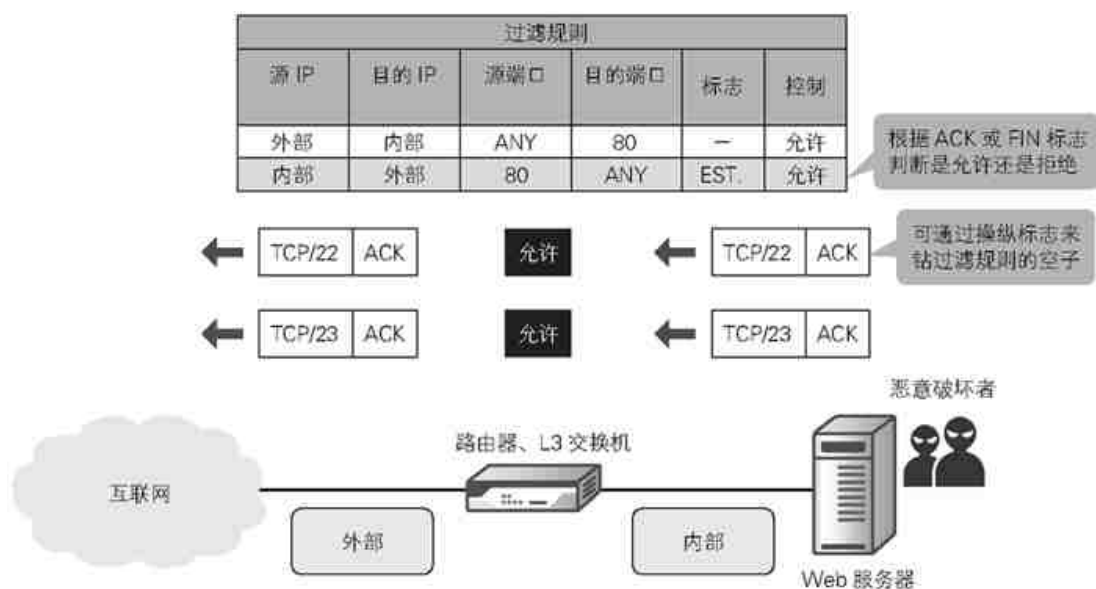 过滤规则
源 IP 目的 IP 源端口 目的端口 标志 控制
外部 内部 ANY 80 — 允许
内部 外部 80 ANY EST. 允许
根据 ACK 或 FIN 标志
判断是允许还是拒绝
TCP/22 ACK 允许 TCP/22 ACK
可通过操纵标志来
钻过滤规则的空子
TCP/23 ACK 允许 TCP/23 ACK
恶意破坏者
路由器、L3 交换机
互联网
外部 内部
Web 服务器